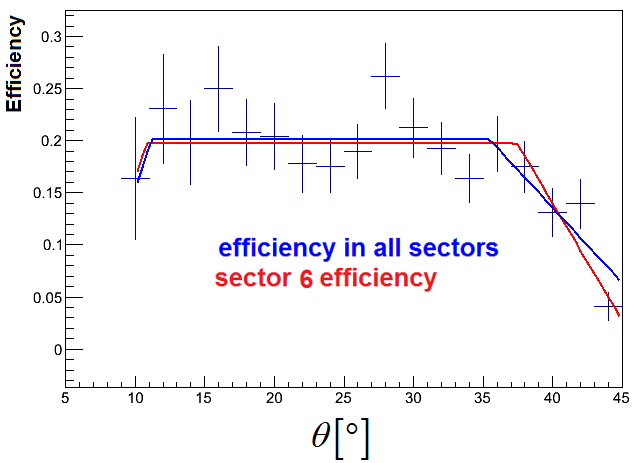 Efficiency
0.3
0.25
0.2
0.15
0.1
0.05
0
efficiency in all sectors
sector 6 efficiency
5 10 15 20 25 30 35 40 45
θ[°]